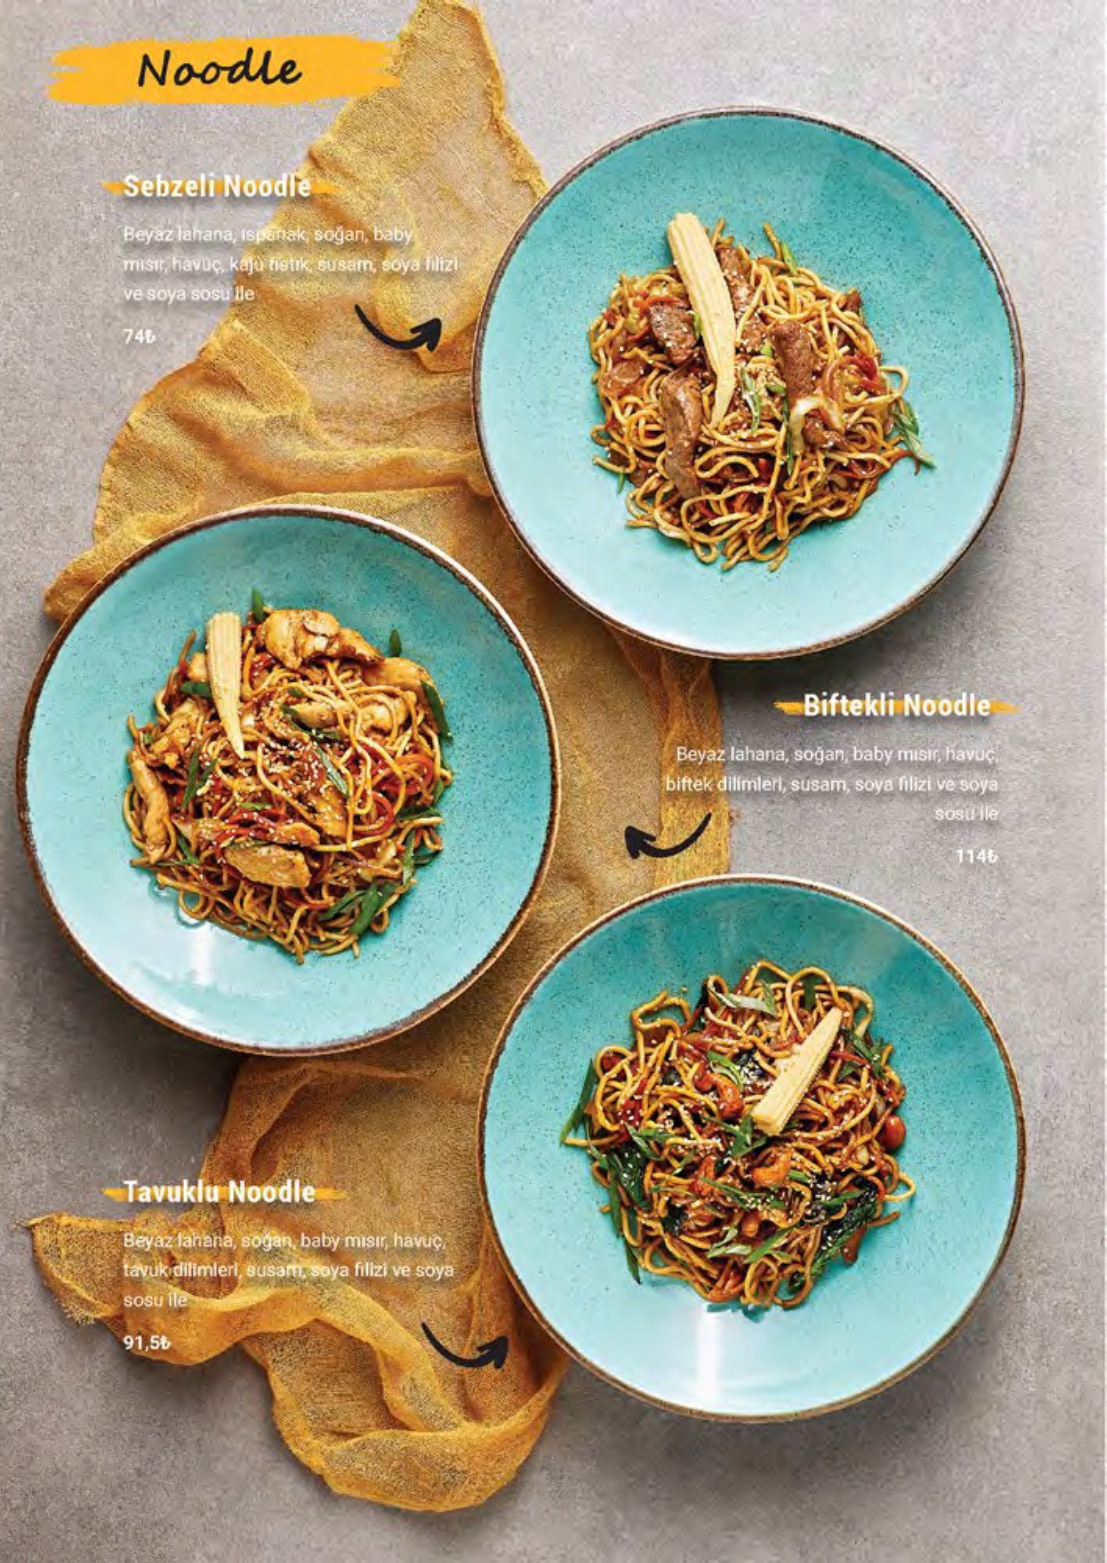 Noodle
Sebzeli Noodle
Beyaz lahana, ıspanak, soğan, baby
mısır, havuç, kaju fıstık, susam, soya filizi
ve soya sosu ile
74₺
Biftekli Noodle
Beyaz lahana, soğan, baby mısır, havuç,
biftek dilimleri, susam, soya filizi ve soya
sosu ile
114₺
Tavuklu Noodle
Beyaz lahana, soğan, baby mısır, havuç,
tavuk dilimleri, susam, soya filizi ve soya
sosu ile
91,5₺